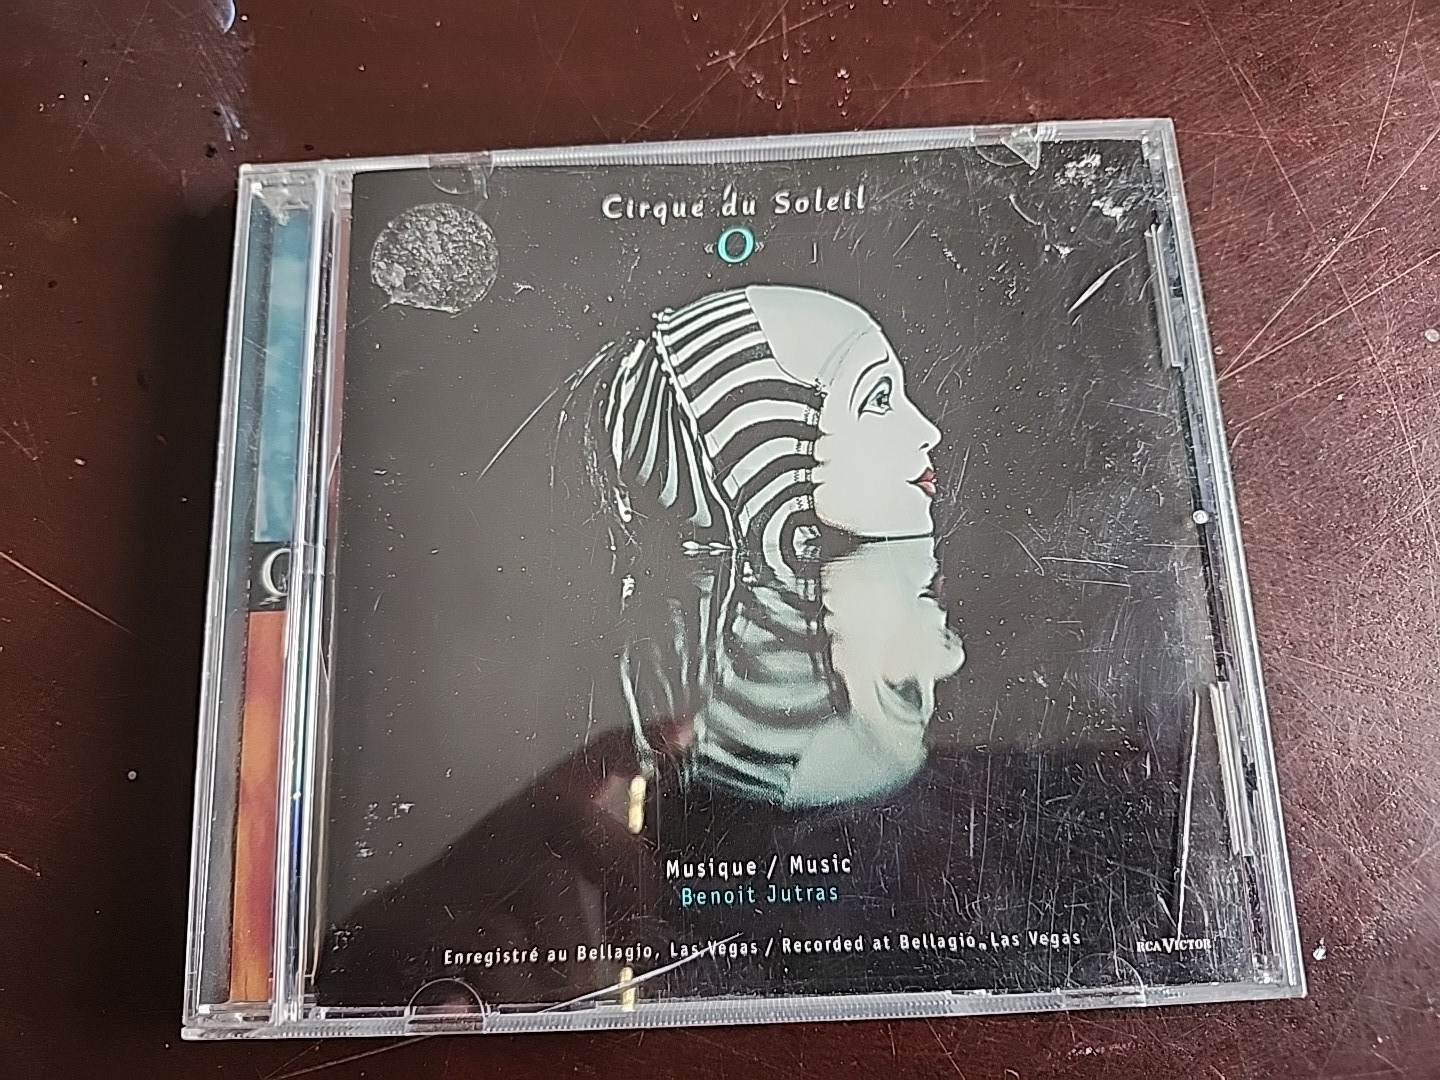 Cirque du Soleil
«O»
Musique / Music
Benoit Jutras
Enregistré au Bellagio, Las Vegas / Recorded at Bellagio, Las Vegas
RCA VICTOR